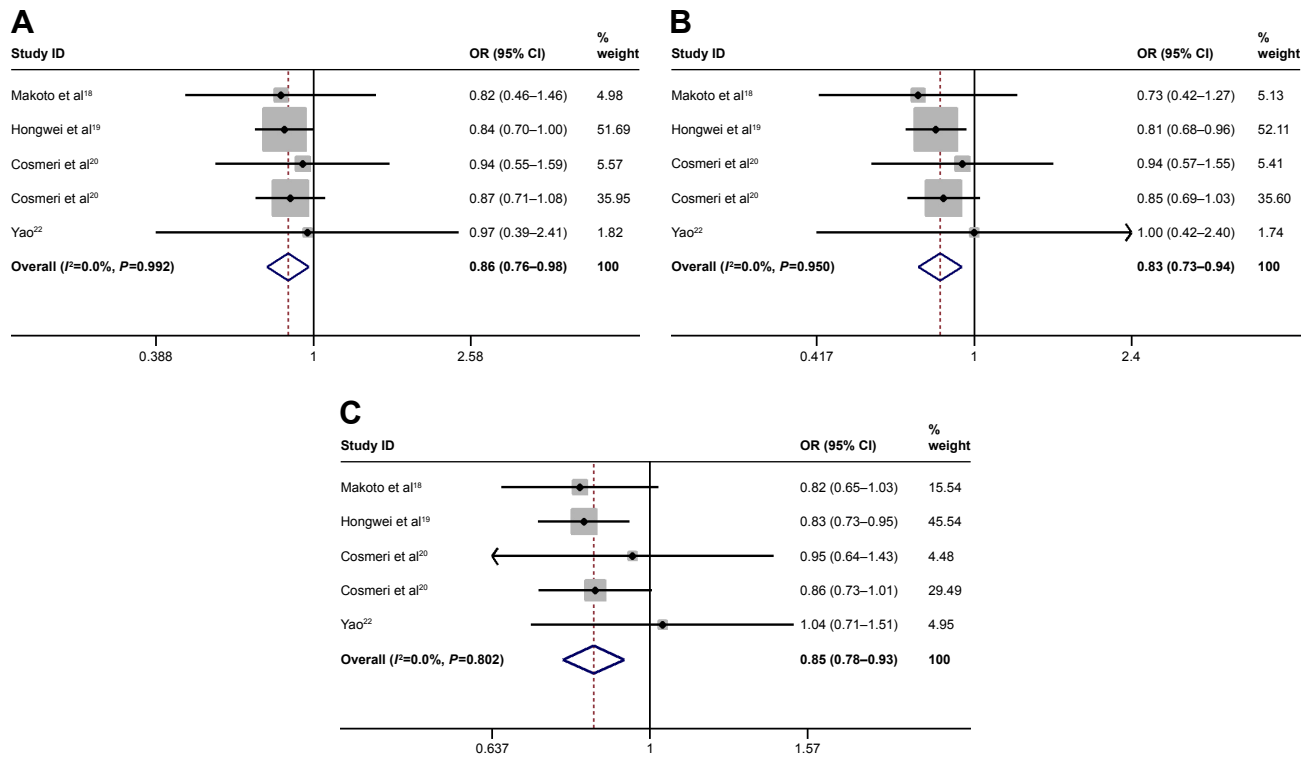 A
Study ID OR (95% CI) % weight
Makoto et al18 0.82 (0.46–1.46) 4.98
Hongwei et al19 0.84 (0.70–1.00) 51.69
Cosmeri et al20 0.94 (0.55–1.59) 5.57
Cosmeri et al20 0.87 (0.71–1.08) 35.95
Yao22 0.97 (0.39–2.41) 1.82
Overall (I2=0.0%, P=0.992) 0.86 (0.76–0.98) 100
0.388 1 2.58
B
Study ID OR (95% CI) % weight
Makoto et al18 0.73 (0.42–1.27) 5.13
Hongwei et al19 0.81 (0.68–0.96) 52.11
Cosmeri et al20 0.94 (0.57–1.55) 5.41
Cosmeri et al20 0.85 (0.69–1.03) 35.60
Yao22 1.00 (0.42–2.40) 1.74
Overall (I2=0.0%, P=0.950) 0.83 (0.73–0.94) 100
0.417 1 2.4
C
Study ID OR (95% CI) % weight
Makoto et al18 0.82 (0.65–1.03) 15.54
Hongwei et al19 0.83 (0.73–0.95) 45.54
Cosmeri et al20 0.95 (0.64–1.43) 4.48
Cosmeri et al20 0.86 (0.73–1.01) 29.49
Yao22 1.04 (0.71–1.51) 4.95
Overall (I2=0.0%, P=0.802) 0.85 (0.78–0.93) 100
0.637 1 1.57